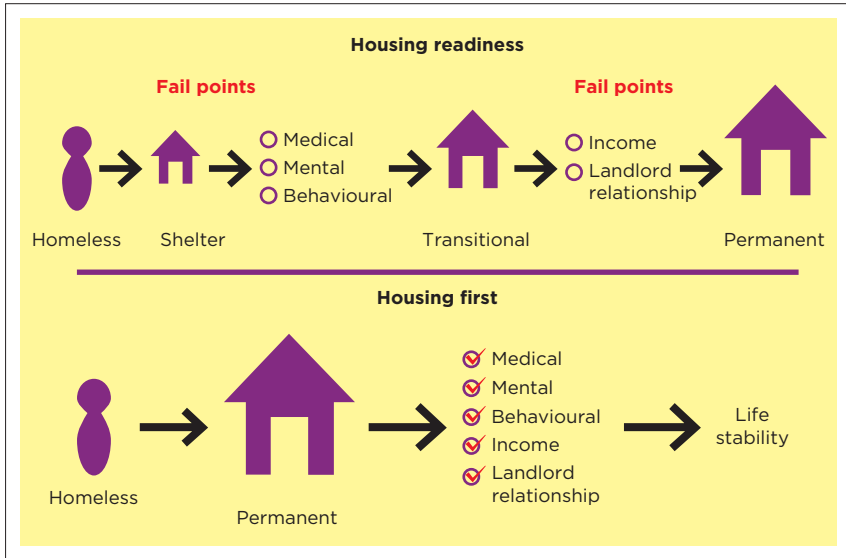 Housing readiness
Fail points
Fail points
Medical
Mental
Behavioural
Income
Landlord
relationship
Homeless
Shelter
Transitional
Permanent
Housing first
Medical
Mental
Behavioural
Income
Landlord
relationship
Life
stability
Homeless
Permanent